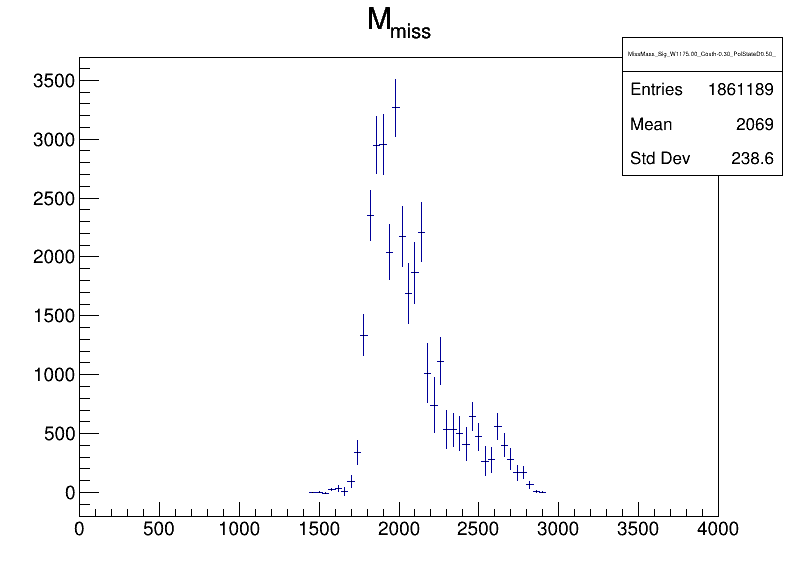 M_miss
MissMass_Sig_W1175.00_Costh-0.30_PolStateD0.50_
Entries 1861189
Mean 2069
Std Dev 238.6
3500
3000
2500
2000
1500
1000
500
0
0 500 1000 1500 2000 2500 3000 3500 4000